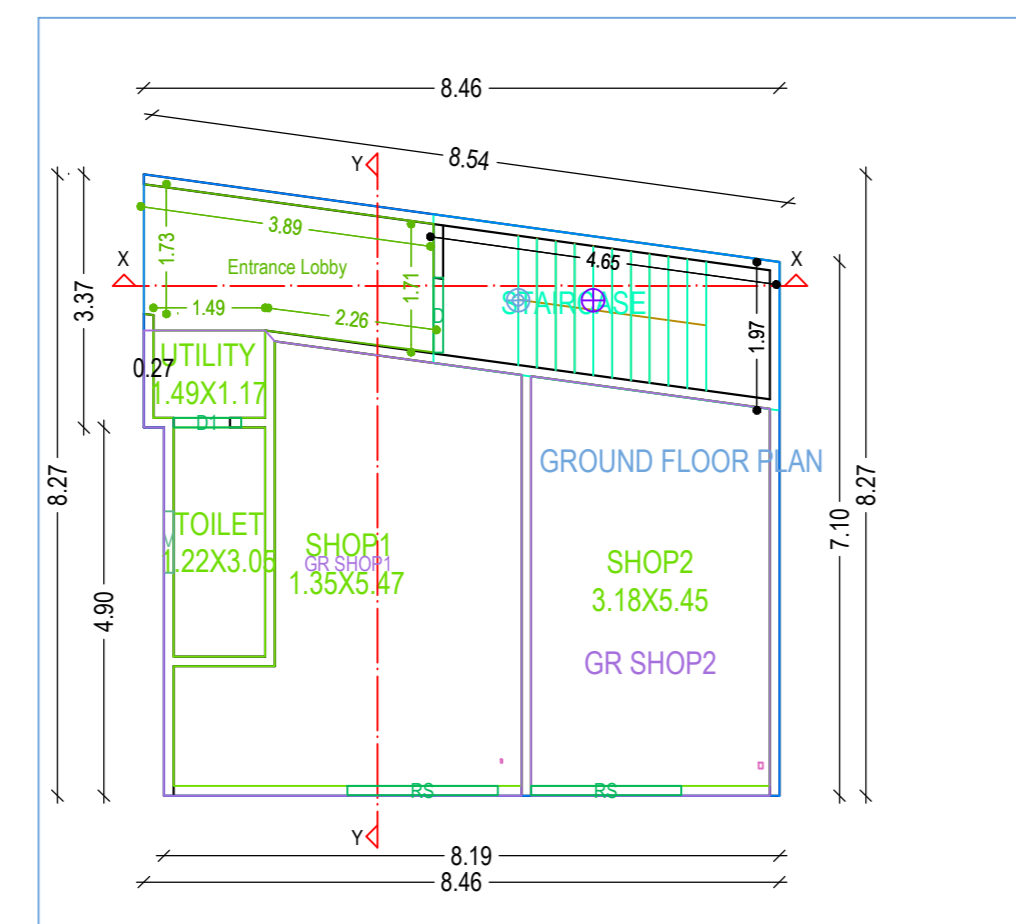 8.46
8.54
Y
3.89
1.73
Entrance Lobby
1.71
4.65
X
X
3.37
1.49
2.26
D
STAIRCASE
1.97
0.27
UTILITY
1.49X1.17
D1
GROUND FLOOR PLAN
8.27
7.10
8.27
V
TOILET
1.22X3.05
SHOP1
GR SHOP1
1.35X5.47
SHOP2
3.18X5.45
4.90
GR SHOP2
RS
RS
Y
8.19
8.46